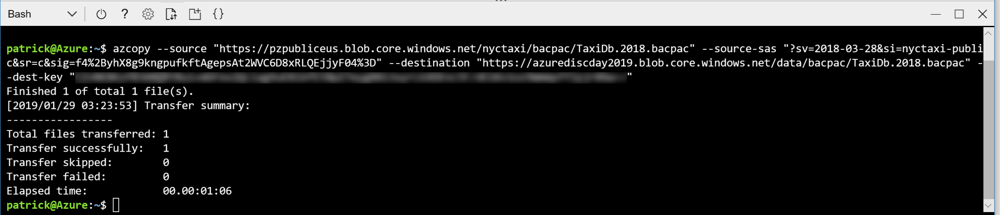 Bash
patrick@Azure:~$ azcopy --source "https://pzpubliceus.blob.core.windows.net/nyctaxi/bacpac/TaxiDb.2018.bacpac" --source-sas "?sv=2018-03-28&si=nyctaxi-publi
c&sr=c&sig=f4%2ByhX8g9kngpufkftAgepsAt2WVC6D8xRLQEjjyF04%3D" --destination "https://azurediscday2019.blob.core.windows.net/data/bacpac/TaxiDb.2018.bacpac" -
-dest-key ""
Finished 1 of total 1 file(s).
[2019/01/29 03:23:53] Transfer summary:
-----------------
Total files transferred: 1
Transfer successfully:   1
Transfer skipped:        0
Transfer failed:         0
Elapsed time:            00.00:01:06
patrick@Azure:~$